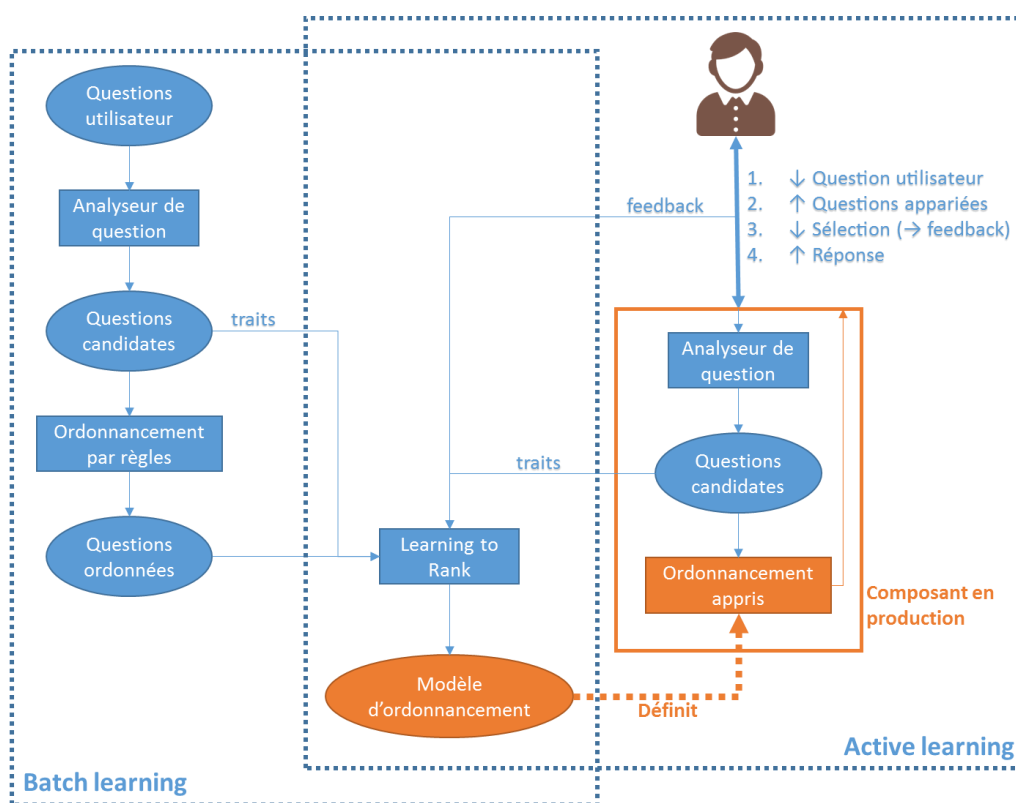 Questions
utilisateur
Analyseur de
question
Questions
candidates
traits
Ordonnancement
par règles
Questions
ordonnées
Batch learning
feedback
1. ↓ Question utilisateur
2. ↑ Questions appariées
3. ↓ Sélection (→ feedback)
4. ↑ Réponse
Analyseur de
question
Questions
candidates
traits
Learning to
Rank
Ordonnancement
appris
Composant en
production
Modèle
d'ordonnancement
Définit
Active learning